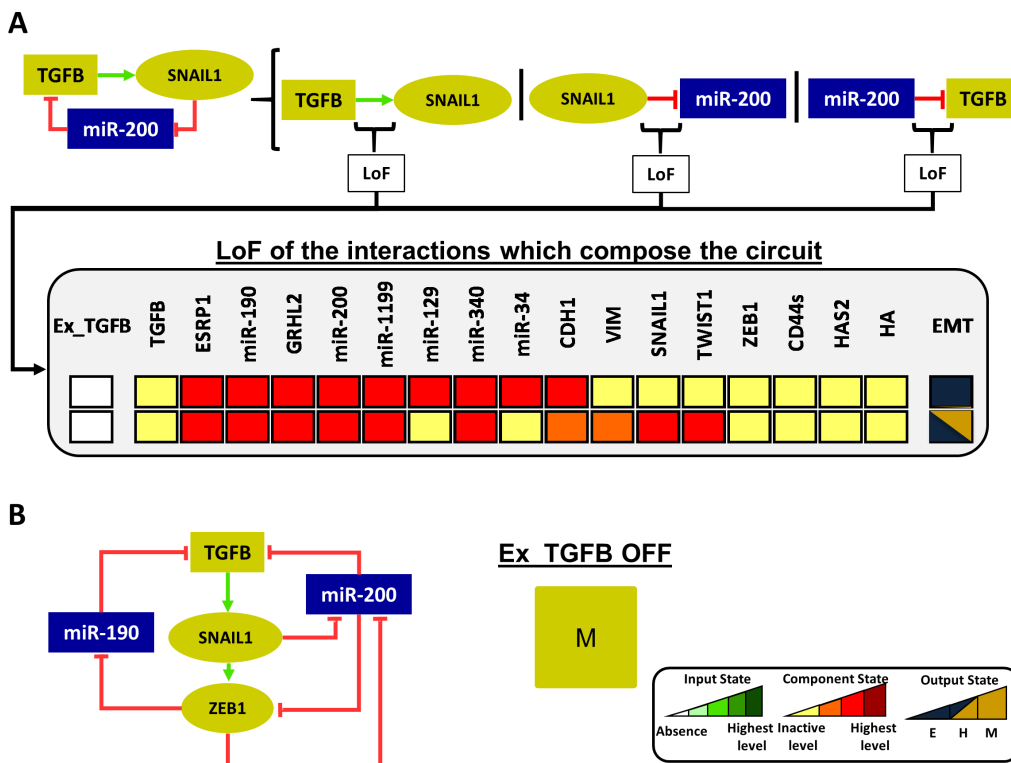 A
TGFB
SNAIL1
miR-200
TGFB
SNAIL1
SNAIL1
miR-200
miR-200
TGFB
LoF
LoF
LoF
LoF of the interactions which compose the circuit
Ex_TGFB
TGFB
ESRP1
miR-190
GRHL2
miR-200
miR-1199
miR-129
miR-340
miR-34
CDH1
VIM
SNAIL1
TWIST1
ZEB1
CD44s
HAS2
HA
EMT
B
TGFB
miR-200
miR-190
SNAIL1
ZEB1
Ex_TGFB OFF
M
Input State
Absence
Highest
level
Component State
Inactive
level
Highest
level
Output State
E H M